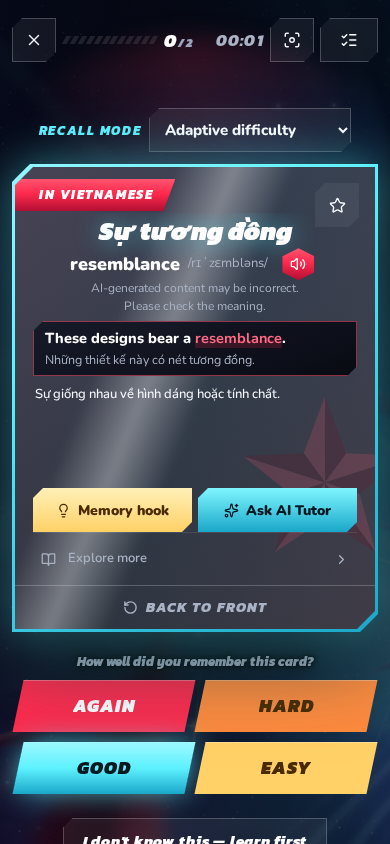 0/2 00:01
RECALL MODE Adaptive difficulty
IN VIETNAMESE
Sự tương đồng
resemblance /rɪˈzɛmbləns/
AI-generated content may be incorrect.
Please check the meaning.
These designs bear a resemblance.
Những thiết kế này có nét tương đồng.
Sự giống nhau về hình dáng hoặc tính chất.
Memory hook Ask AI Tutor
Explore more
BACK TO FRONT
How well did you remember this card?
AGAIN HARD
GOOD EASY
I don't know this — learn first